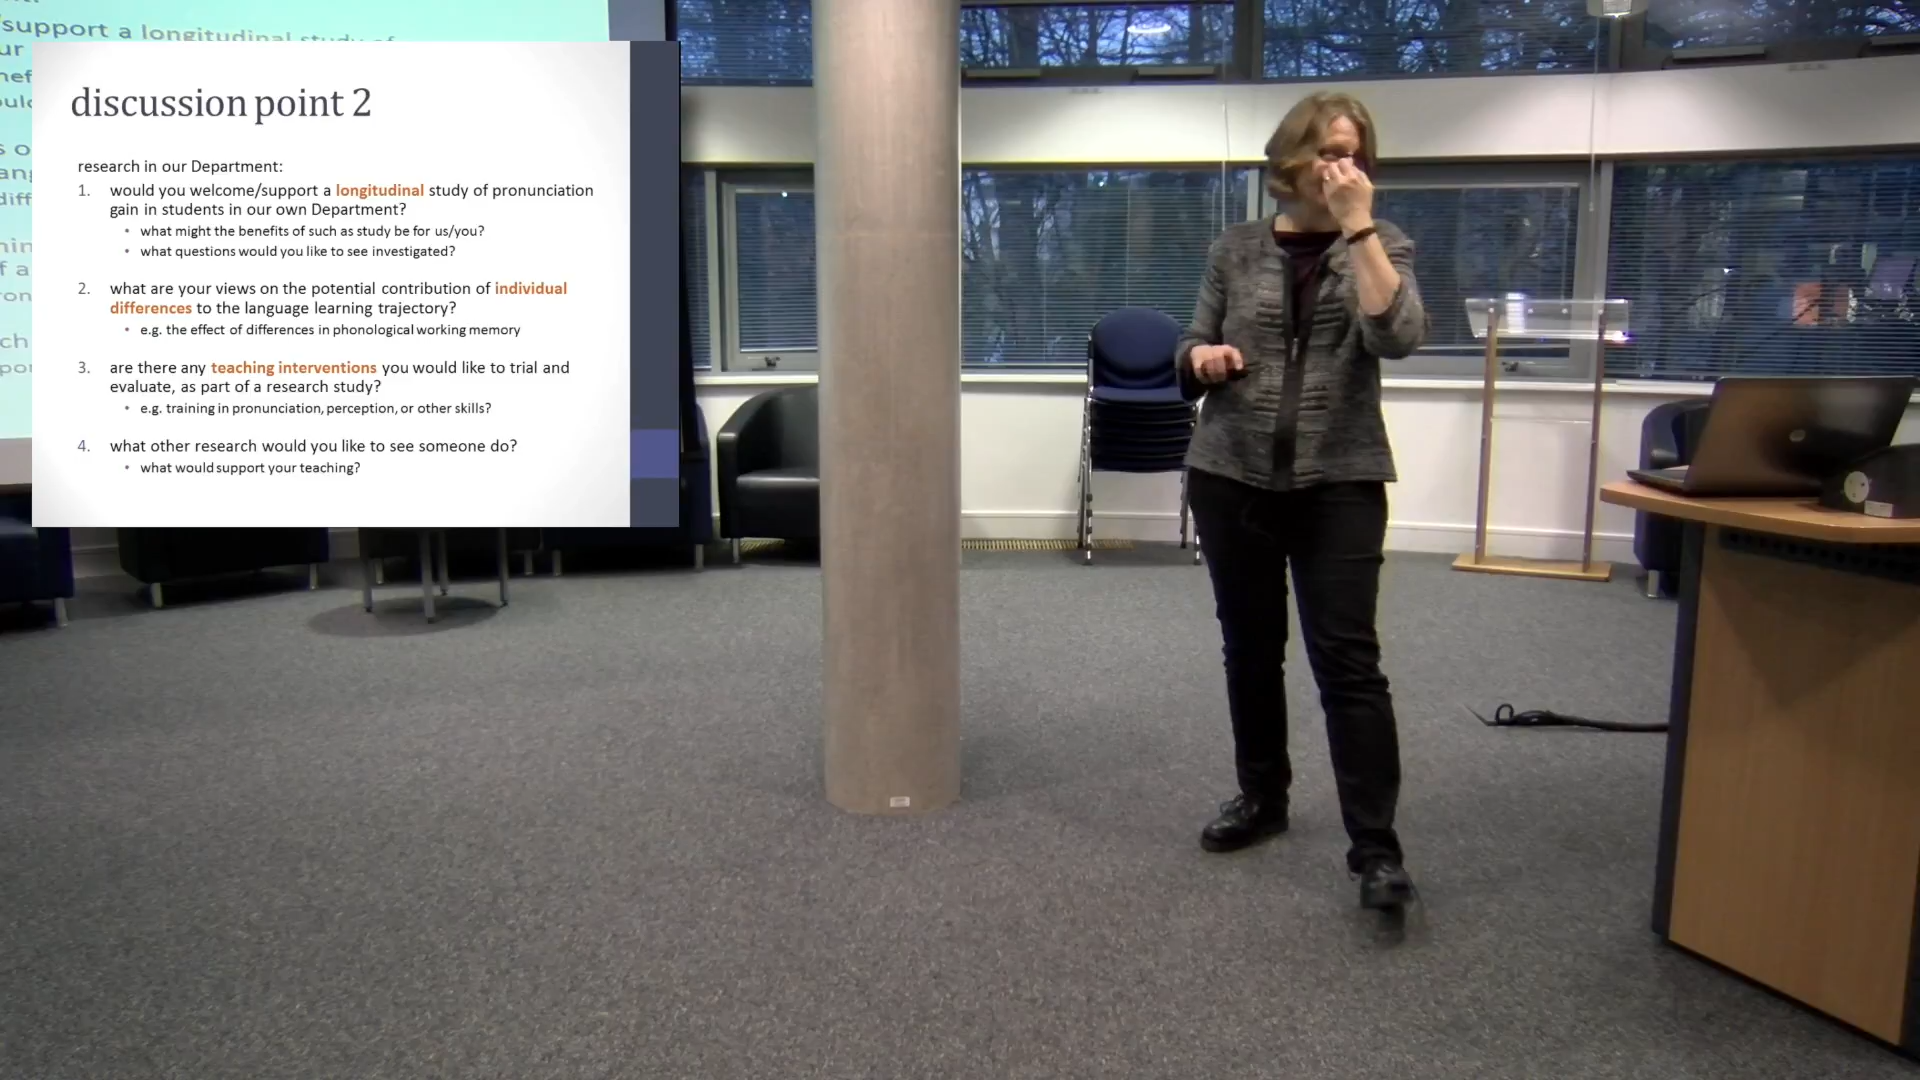 support a longitudinal study of
discussion point 2
research in our Department:
1. would you welcome/support a longitudinal study of pronunciation
gain in students in our own Department?
• what might the benefits of such as study be for us/you?
• what questions would you like to see investigated?
2. what are your views on the potential contribution of individual
differences to the language learning trajectory?
• e.g. the effect of differences in phonological working memory
3. are there any teaching interventions you would like to trial and
evaluate, as part of a research study?
• e.g. training in pronunciation, perception, or other skills?
4. what other research would you like to see someone do?
• what would support your teaching?